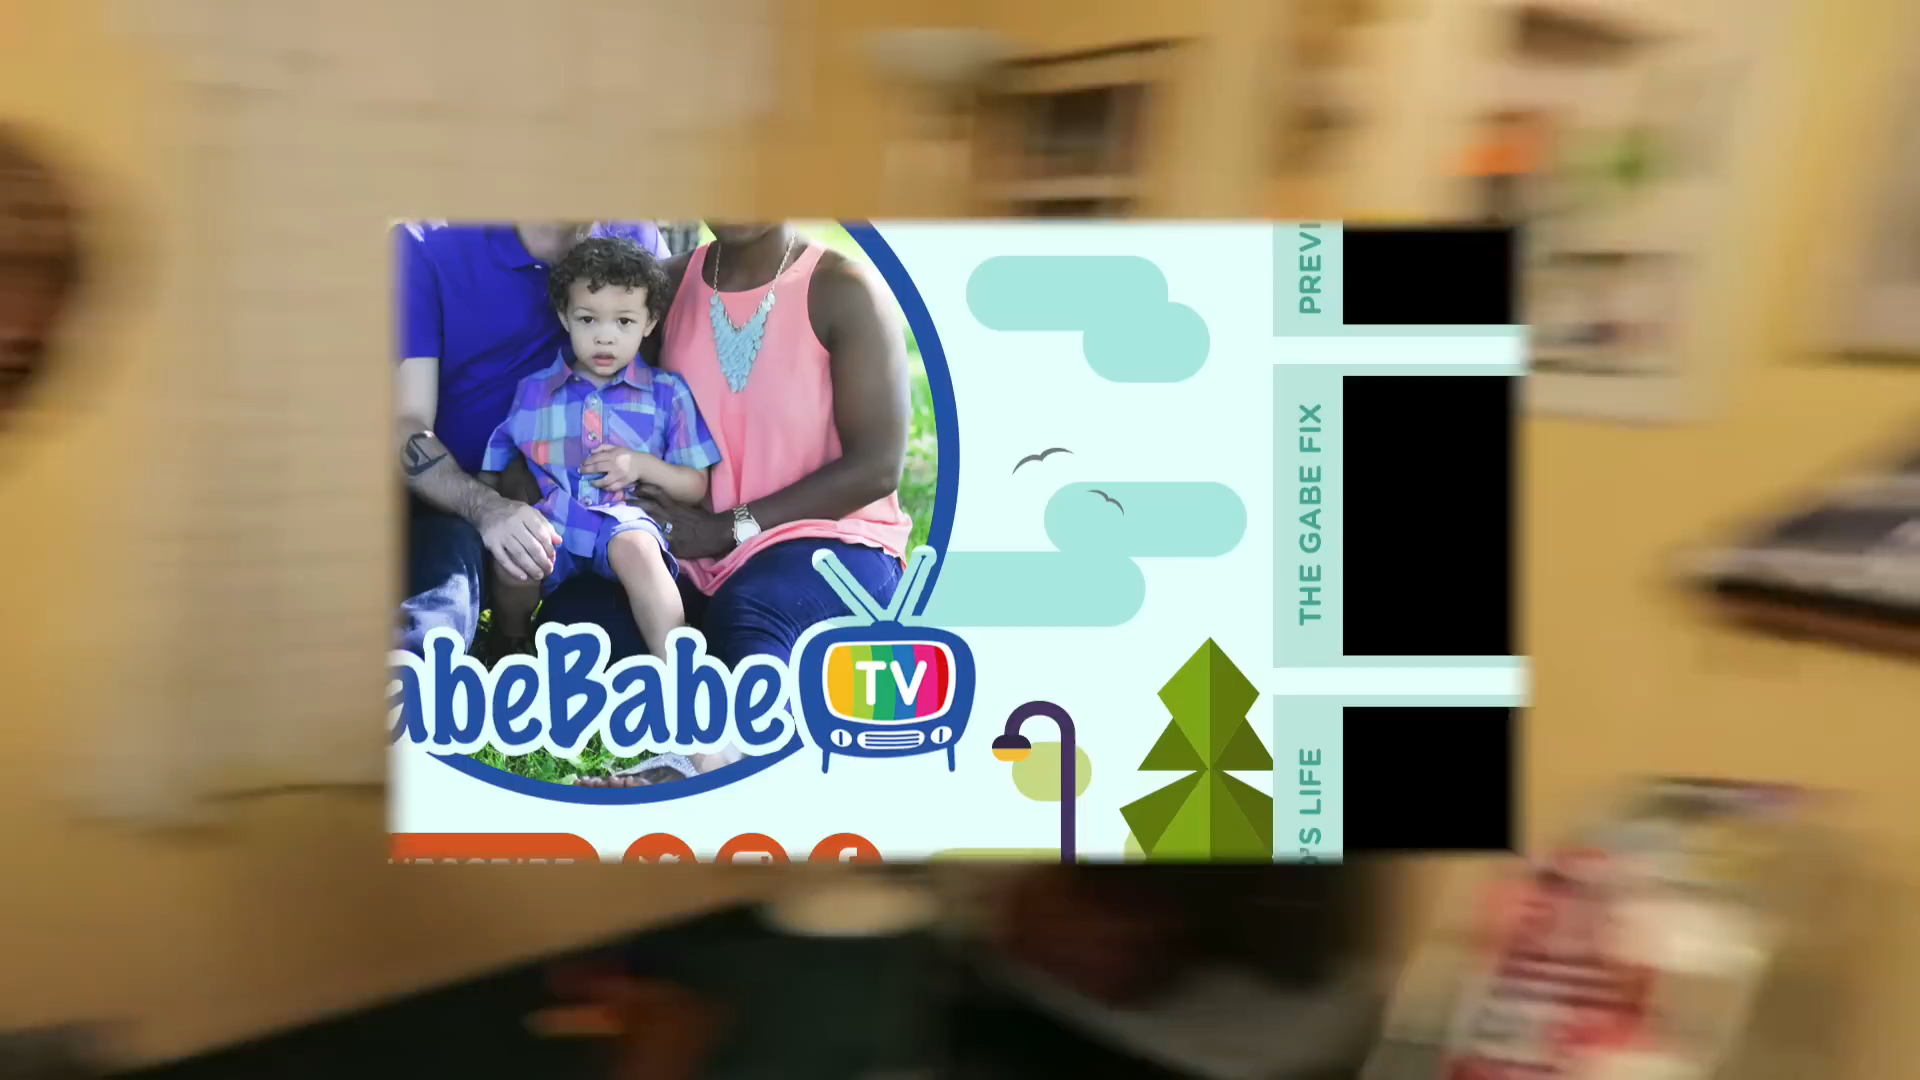 abeBabe
TV
PREVI
THE GABE FIX
'S LIFE